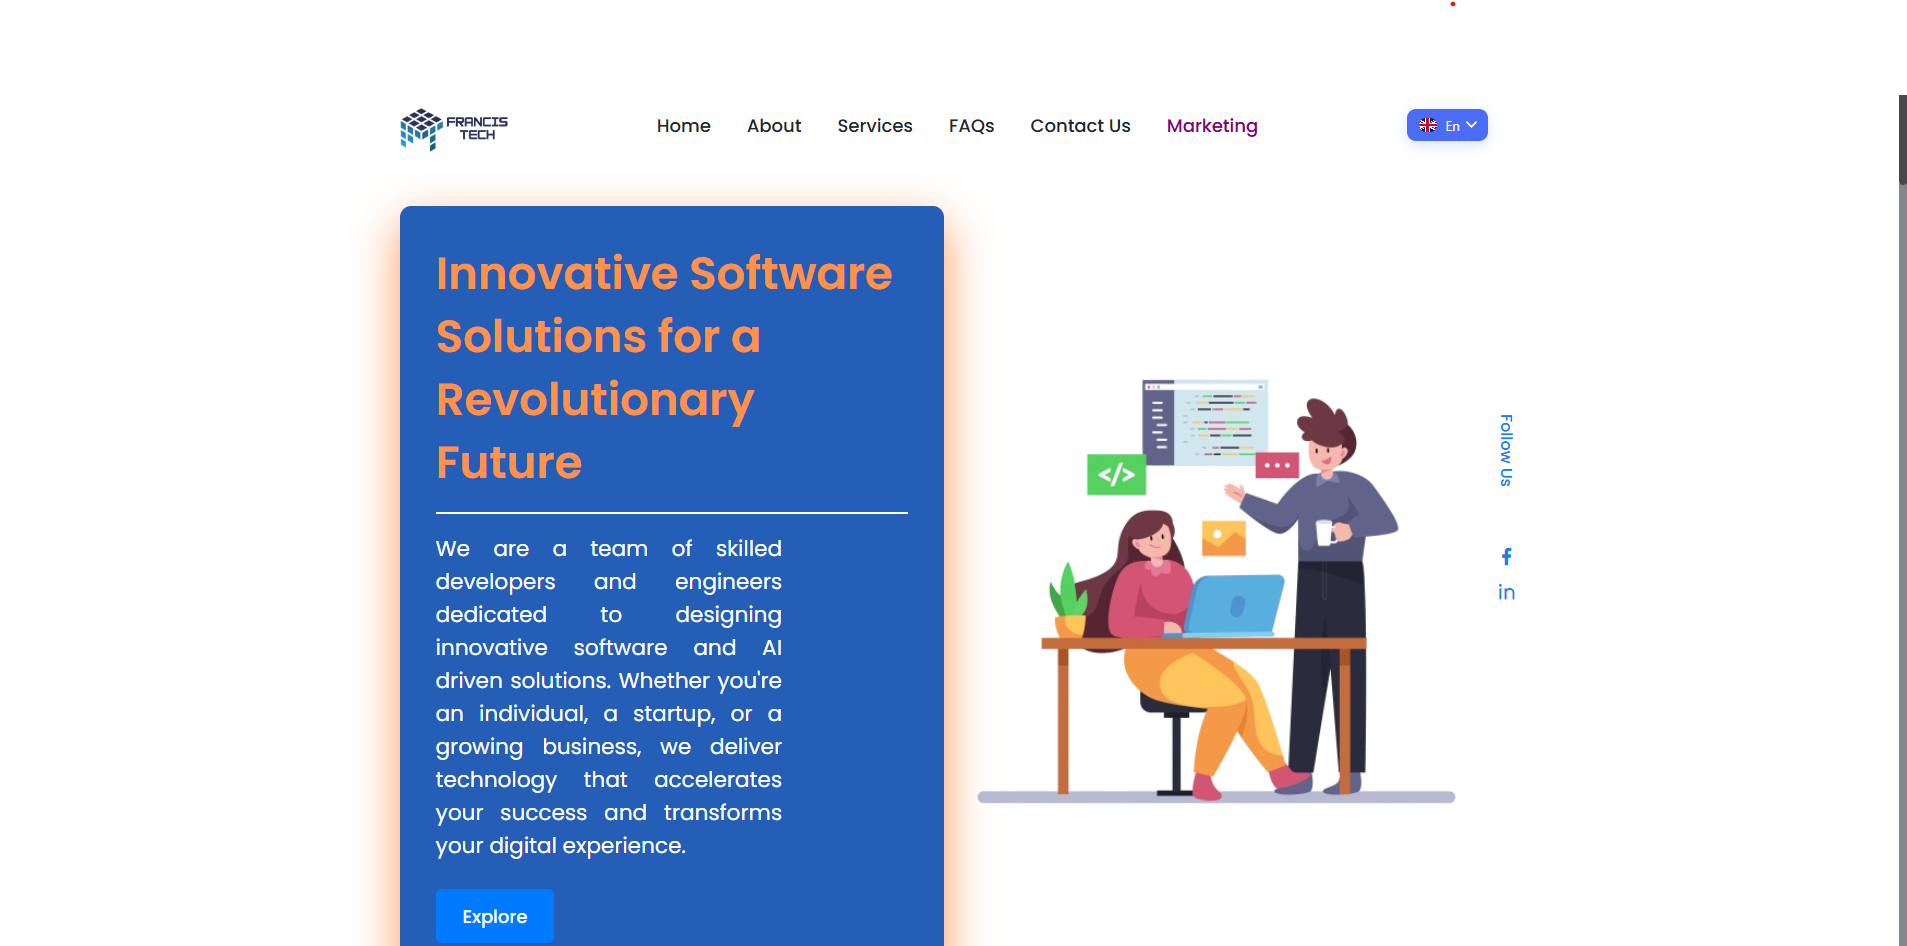 FRANCIS
TECH
Home About Services FAQs Contact Us Marketing
En
Innovative Software
Solutions for a
Revolutionary
Future
We are a team of skilled
developers and engineers
dedicated to designing
innovative software and AI
driven solutions. Whether you're
an individual, a startup, or a
growing business, we deliver
technology that accelerates
your success and transforms
your digital experience.
Explore
</>
Follow Us
f
in